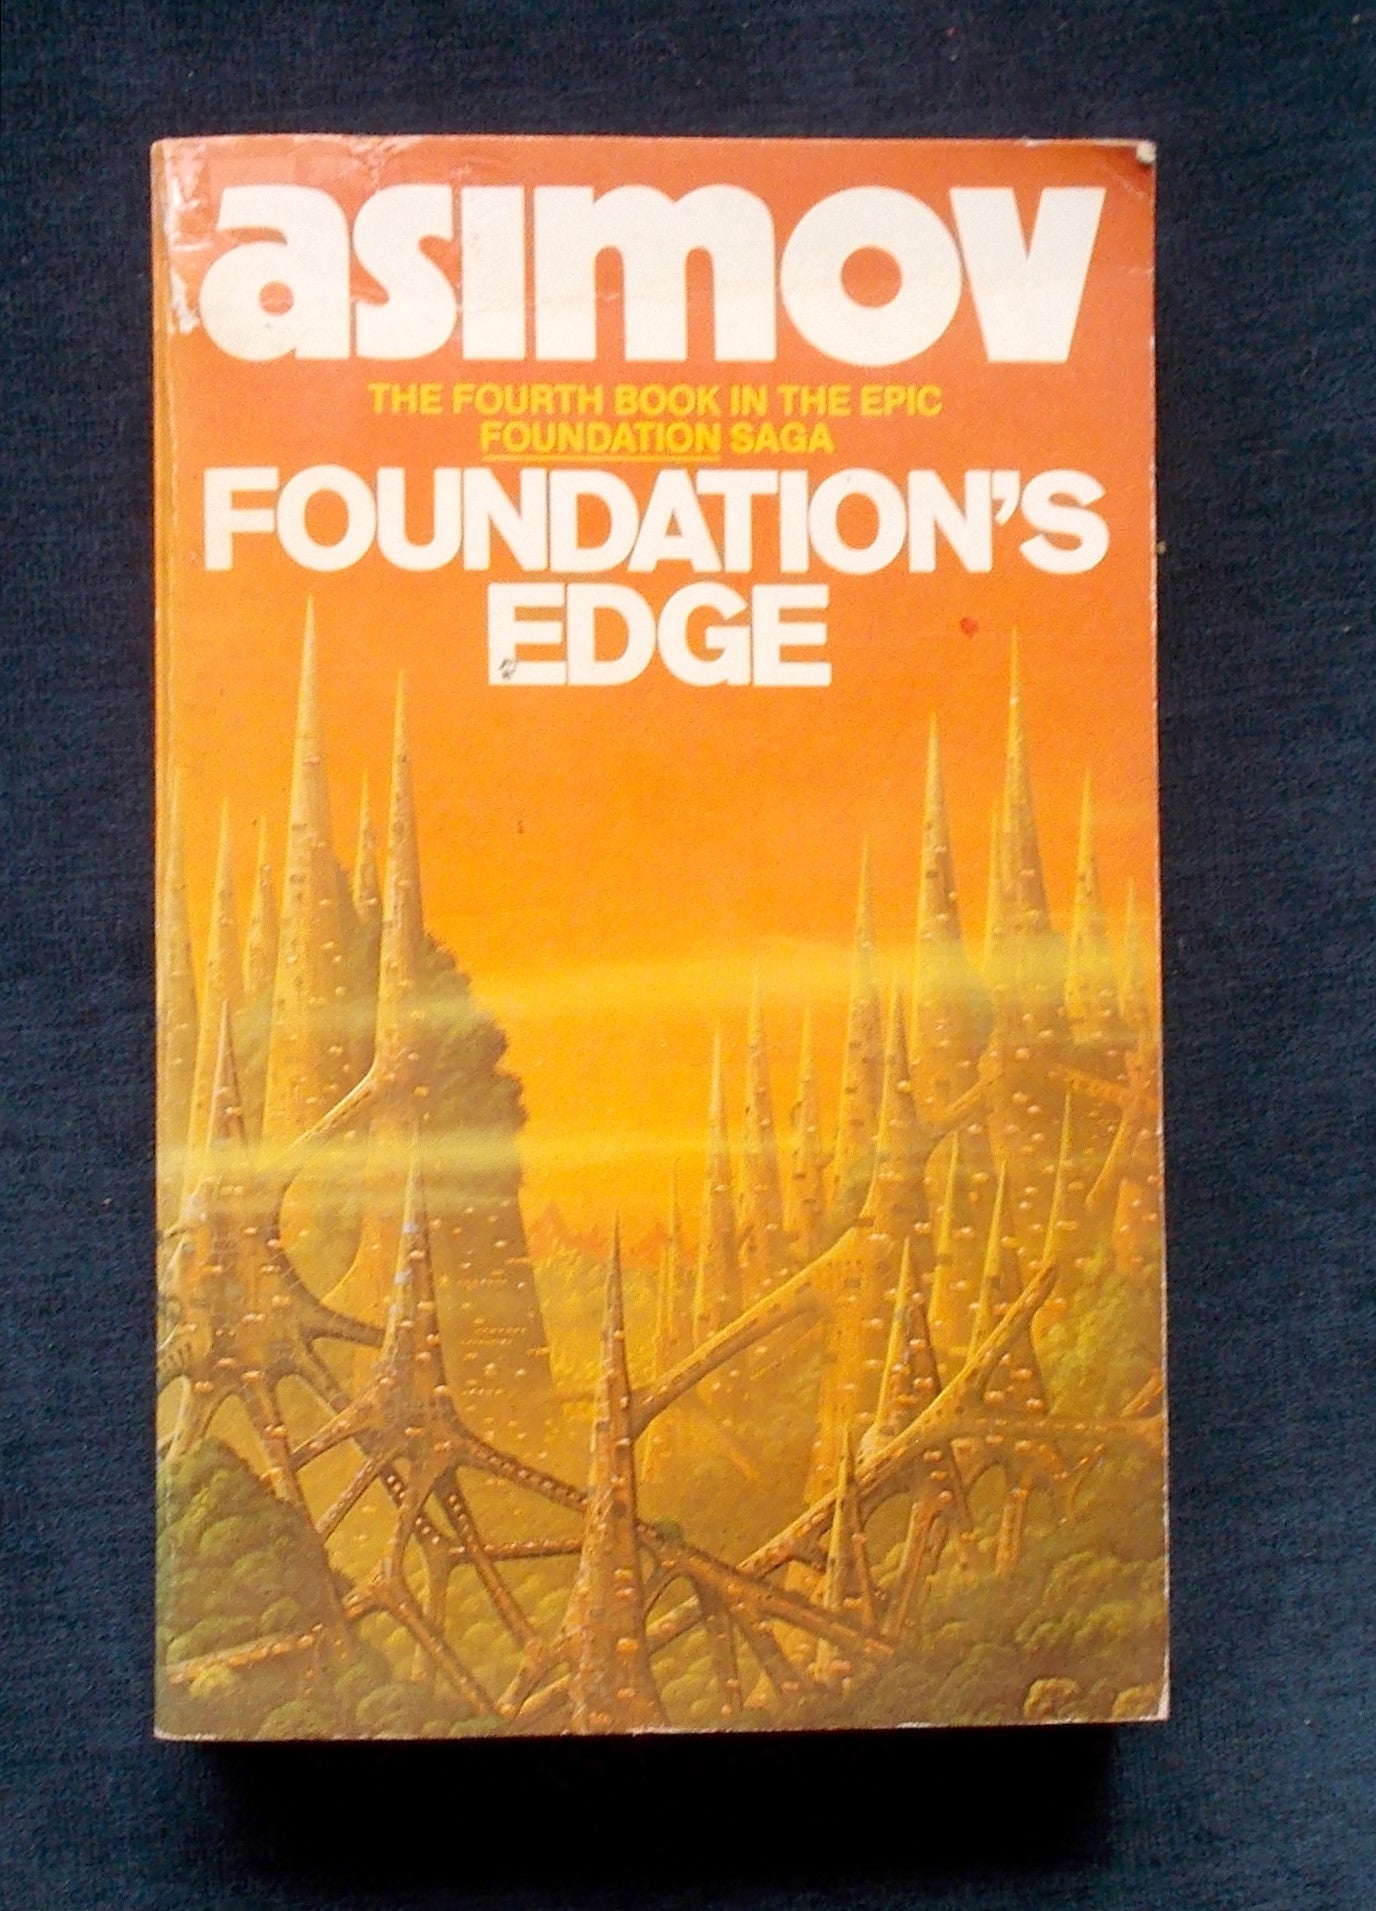 asimov
THE FOURTH BOOK IN THE EPIC
FOUNDATION SAGA
FOUNDATION'S
EDGE